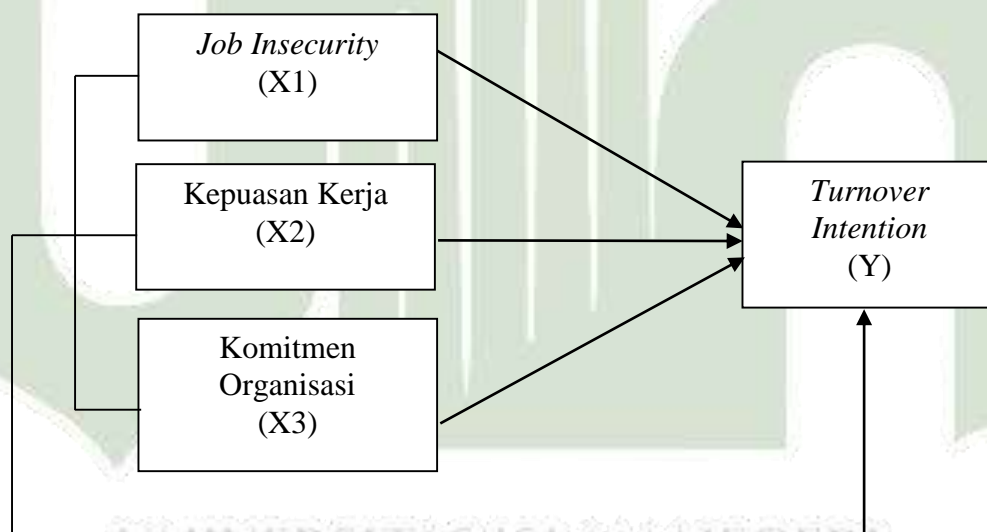 Job Insecurity
(X1)
Kepuasan Kerja
(X2)
Komitmen
Organisasi
(X3)
Turnover
Intention
(Y)